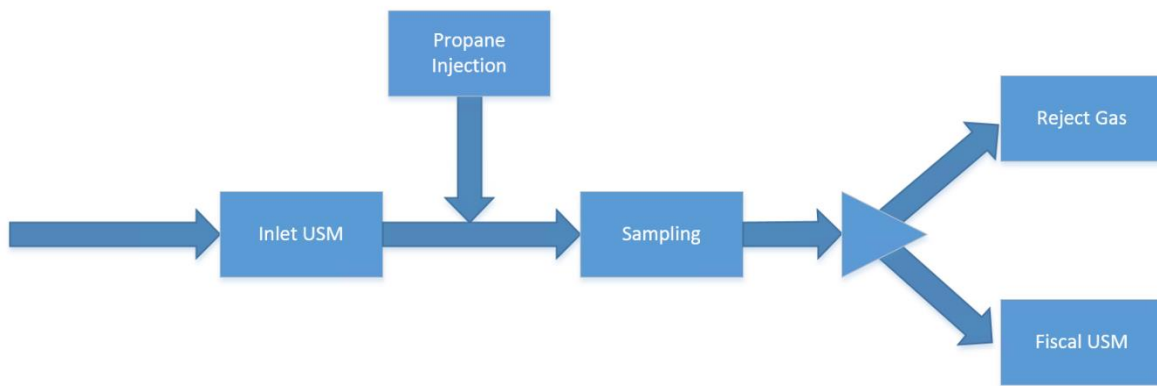 Propane
Injection
Reject Gas
Inlet USM
Sampling
Fiscal USM